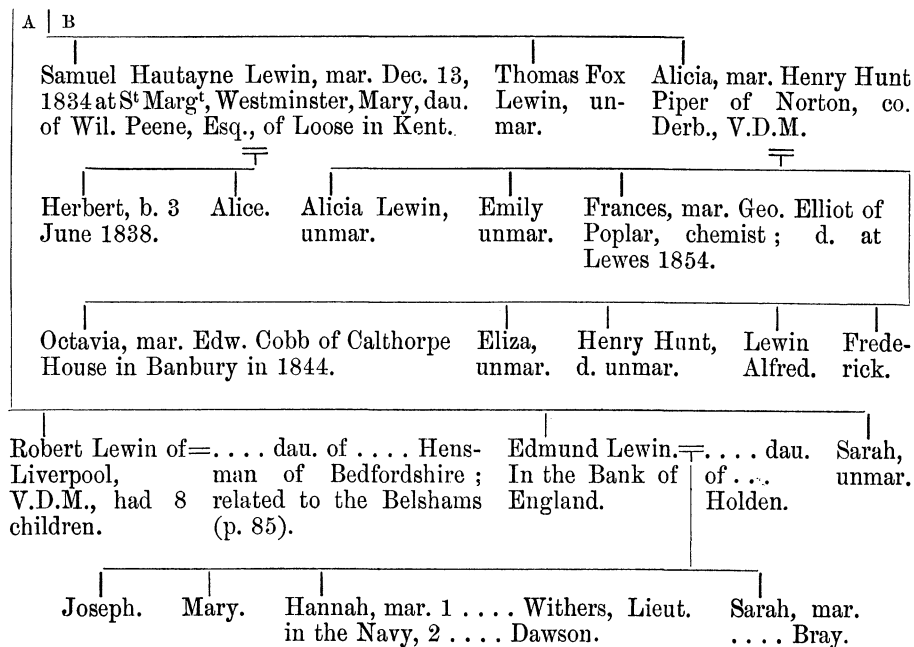 A | B
Samuel Hautayne Lewin, mar. Dec. 13,
1834 at St Margt, Westminster, Mary, dau.
of Wil. Peene, Esq., of Loose in Kent.
Thomas Fox
Lewin, un-
mar.
Alicia, mar. Henry Hunt
Piper of Norton, co.
Derb., V.D.M.
Herbert, b. 3
June 1838.
Alice.
Alicia Lewin,
unmar.
Emily
unmar.
Frances, mar. Geo. Elliot of
Poplar, chemist ; d. at
Lewes 1854.
Octavia, mar. Edw. Cobb of Calthorpe
House in Banbury in 1844.
Eliza,
unmar.
Henry Hunt,
d. unmar.
Lewin
Alfred.
Frede-
rick.
Robert Lewin of=
Liverpool,
V.D.M., had 8
children.
. . . . dau. of . . . . Hens-
man of Bedfordshire ;
related to the Belshams
(p. 85).
Edmund Lewin.=
In the Bank of
England.
. . . . dau.
of . . .
Holden.
Sarah,
unmar.
Joseph.
Mary.
Hannah, mar. 1 . . . . Withers, Lieut.
in the Navy, 2 . . . . Dawson.
Sarah, mar.
. . . . Bray.